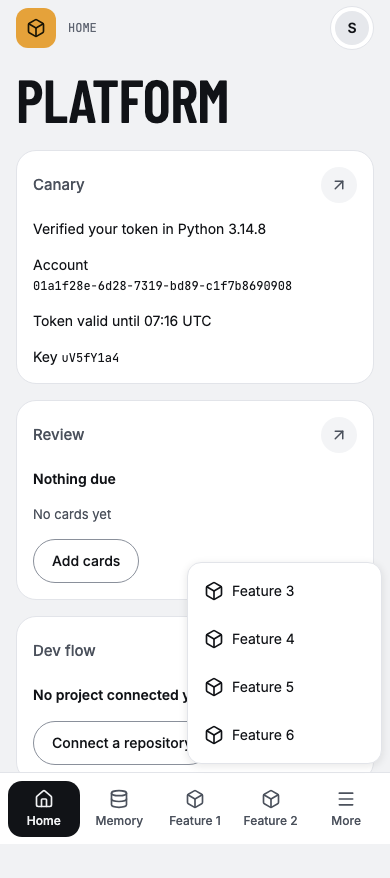 HOME
S
PLATFORM
Canary
Verified your token in Python 3.14.8
Account
01a1f28e-6d28-7319-bd89-c1f7b8690908
Token valid until 07:16 UTC
Key uV5fY1a4
Review
Nothing due
No cards yet
Add cards
Feature 3
Feature 4
Feature 5
Feature 6
Dev flow
No project connected
Connect a repository
Home
Memory
Feature 1
Feature 2
More